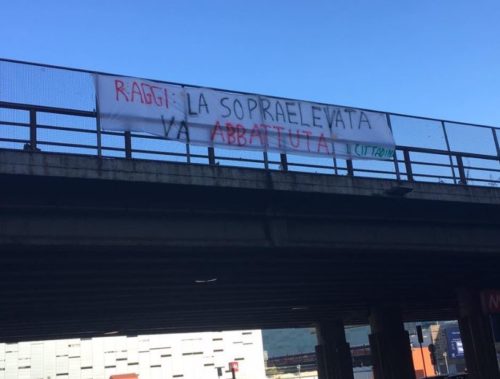 RAGGI: LA SOPRAELEVATA
VA ABBATTUTA!
I CITTADINI